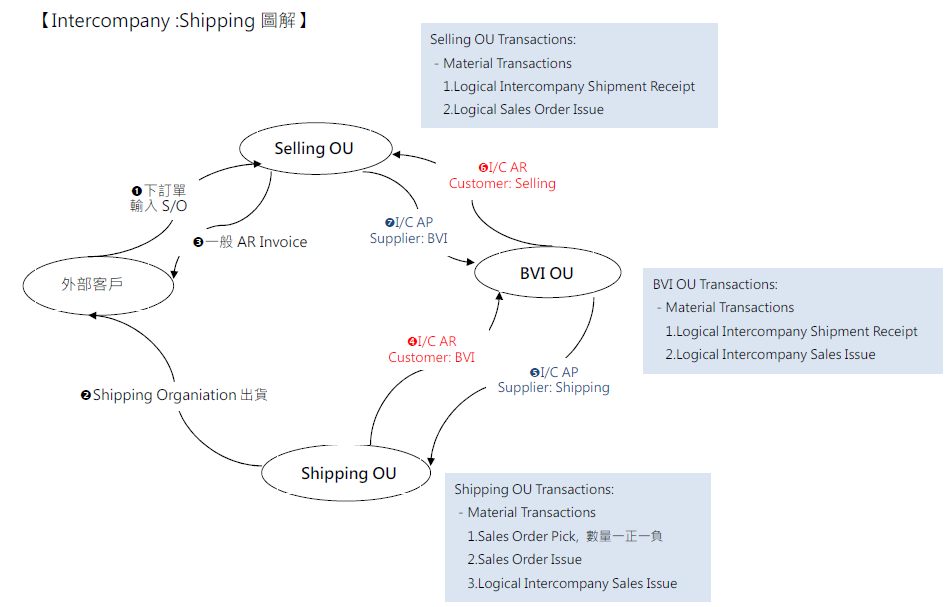 【Intercompany :Shipping 圖解】
Selling OU Transactions:
- Material Transactions
1.Logical Intercompany Shipment Receipt
2.Logical Sales Order Issue
Selling OU
❻I/C AR
Customer: Selling
❶下訂單
輸入 S/O
❼I/C AP
Supplier: BVI
❸一般 AR Invoice
BVI OU
外部客戶
BVI OU Transactions:
- Material Transactions
1.Logical Intercompany Shipment Receipt
2.Logical Intercompany Sales Issue
❹I/C AR
Customer: BVI
❺I/C AP
Supplier: Shipping
❷Shipping Organiation 出貨
Shipping OU
Shipping OU Transactions:
- Material Transactions
1.Sales Order Pick, 數量一正一負
2.Sales Order Issue
3.Logical Intercompany Sales Issue